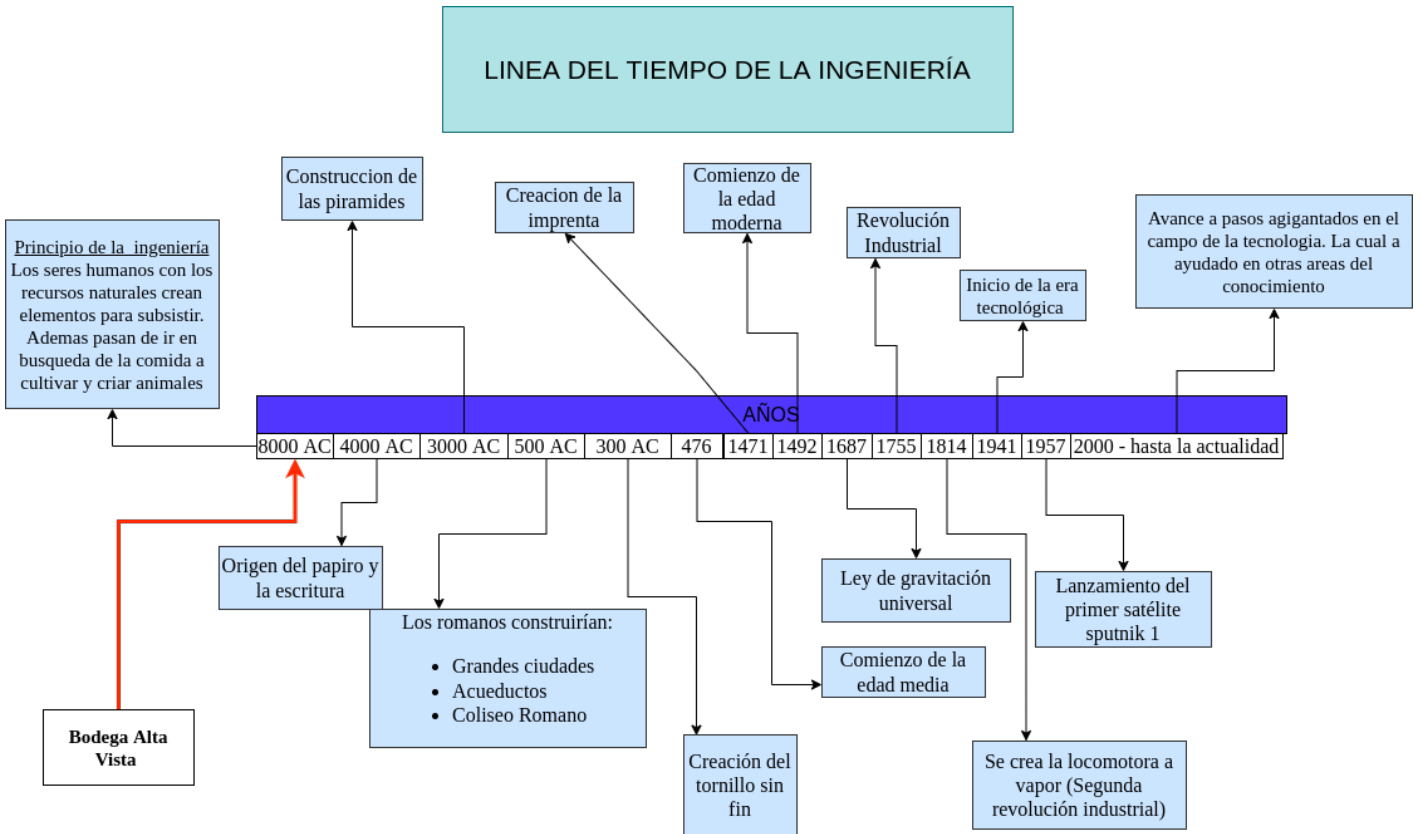 LINEA DEL TIEMPO DE LA INGENIERÍA
Construccion de
las piramides
Creacion de la
imprenta
Comienzo de
la edad
moderna
Revolución
Industrial
Inicio de la era
tecnológica
Avance a pasos agigantados en el
campo de la tecnologia. La cual a
ayudado en otras areas del
conocimiento
Principio de la ingeniería
Los seres humanos con los
recursos naturales crean
elementos para subsistir.
Ademas pasan de ir en
busqueda de la comida a
cultivar y criar animales
AÑOS
8000 AC 4000 AC 3000 AC 500 AC 300 AC 476 1471 1492 1687 1755 1814 1941 1957 2000 - hasta la actualidad
Origen del papiro y
la escritura
Los romanos construirían:
• Grandes ciudades
• Acueductos
• Coliseo Romano
Ley de gravitación
universal
Lanzamiento del
primer satélite
sputnik 1
Comienzo de la
edad media
Bodega Alta
Vista
Creación del
tornillo sin
fin
Se crea la locomotora a
vapor (Segunda
revolución industrial)